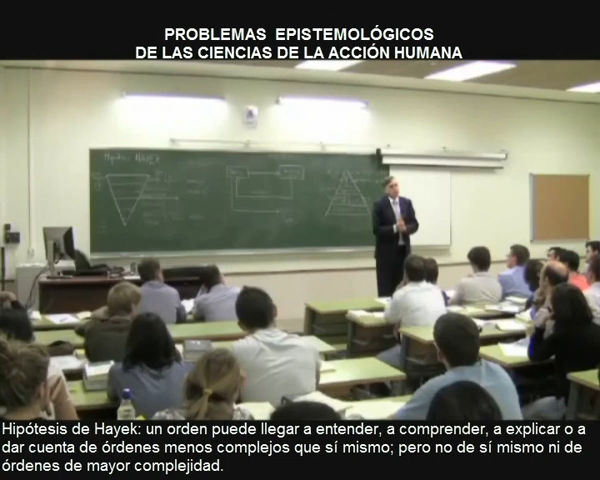 PROBLEMAS EPISTEMOLÓGICOS
DE LAS CIENCIAS DE LA ACCIÓN HUMANA
Hipótesis de Hayek: un orden puede llegar a entender, a comprender, a explicar o a
dar cuenta de órdenes menos complejos que sí mismo; pero no de sí mismo ni de
órdenes de mayor complejidad.